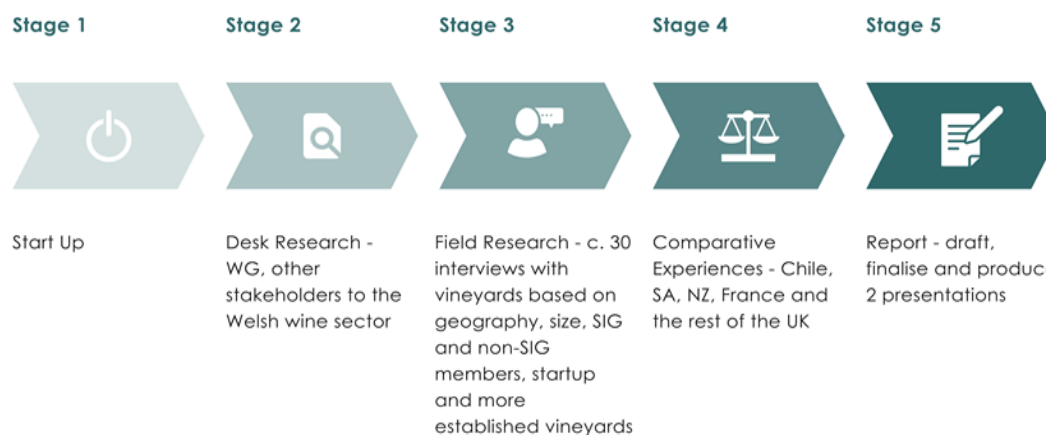 Stage 1
Stage 2
Stage 3
Stage 4
Stage 5
Start Up
Desk Research -
WG, other
stakeholders to the
Welsh wine sector
Field Research - c. 30
interviews with
vineyards based on
geography, size, SIG
and non-SIG
members, startup
and more
established vineyards
Comparative
Experiences - Chile,
SA, NZ, France and
the rest of the UK
Report - draft,
finalise and produce
2 presentations